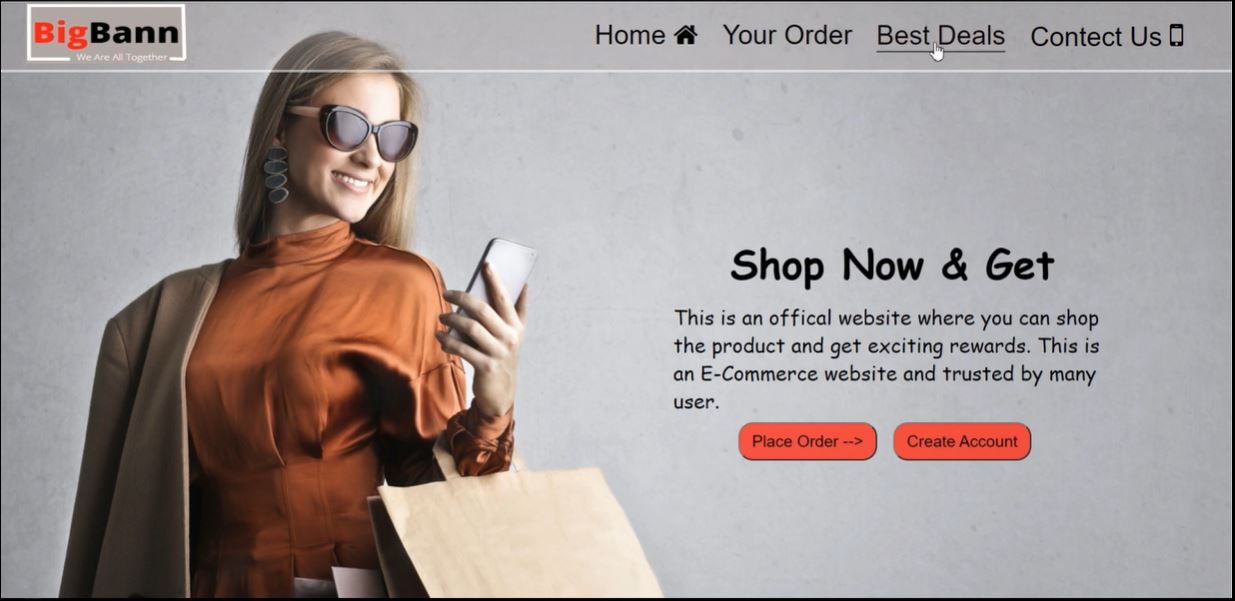 BigBann
We Are All Together
Home Your Order Best Deals Contect Us
Shop Now & Get
This is an offical website where you can shop
the product and get exciting rewards. This is
an E-Commerce website and trusted by many
user.
Place Order --> Create Account